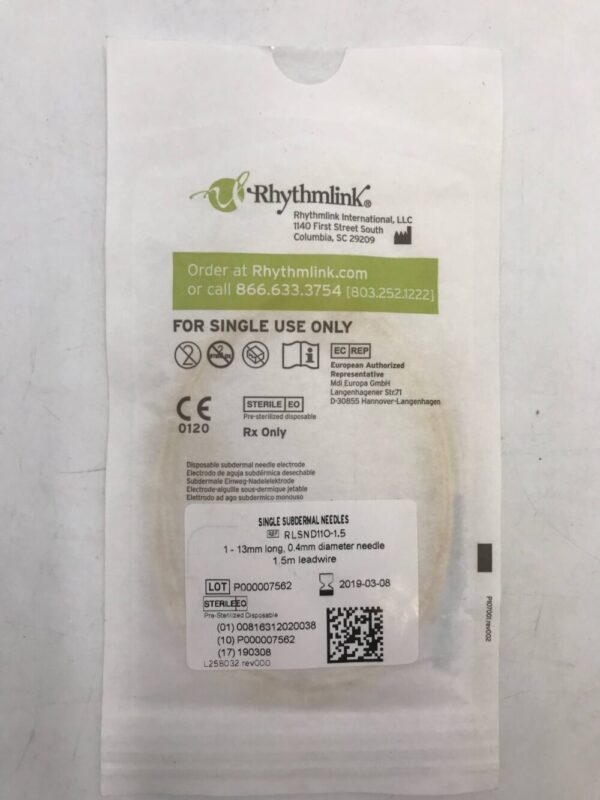 Rhythmlink®
Rhythmlink International, LLC
1140 First Street South
Columbia, SC 29209
Order at Rhythmlink.com
or call 866.633.3754 [803.252.1222]
FOR SINGLE USE ONLY
EC REP
European Authorized
Representative
Mdi Europa GmbH
Langenhagener Str.71
D-30855 Hannover-Langenhagen
CE
0120
STERILE EO
Pre-sterilized disposable
Rx Only
Disposable subdermal needle electrode
Electrodo de aguja subdérmica desechable
Subdermale Einweg-Nadelelektrode
Electrode-aiguille sous-dermique jetable
Elettrodo ad ago subdermico monouso
SINGLE SUBDERMAL NEEDLES
REF RLSND110-1.5
1 - 13mm long, 0.4mm diameter needle
1.5m leadwire
LOT P000007562
2019-03-08
STERILE EO
Pre-Sterilized Disposable
(01) 00816312020038
(10) P000007562
(17) 190308
L258032 rev000